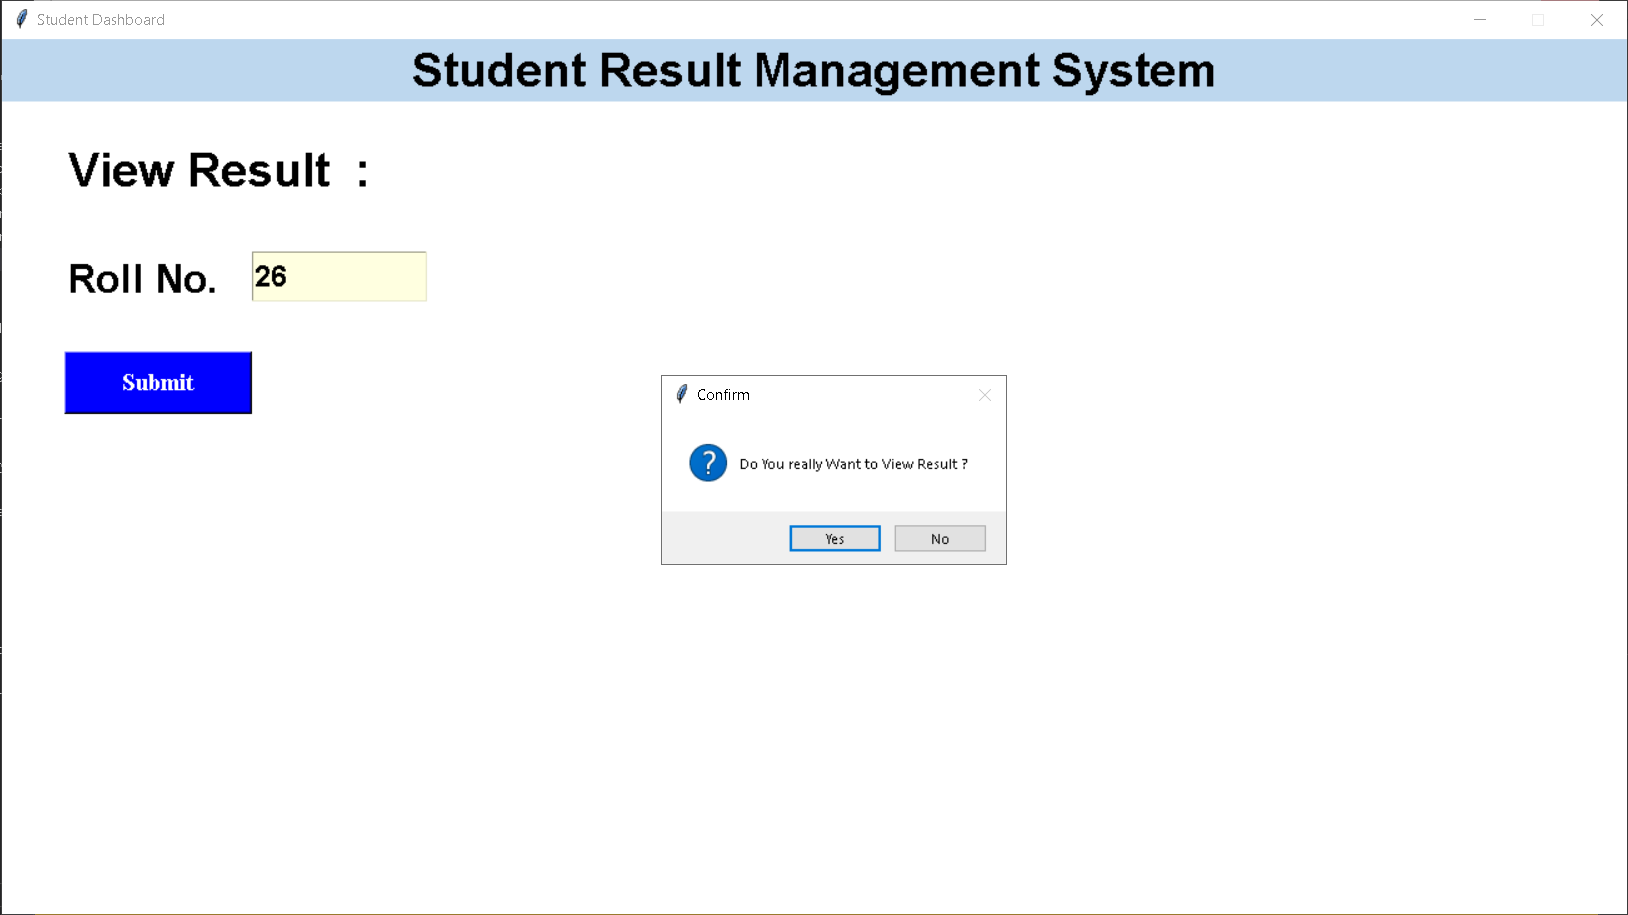 Student Dashboard
Student Result Management System
View Result :
Roll No. 26
Submit
Confirm
Do You really Want to View Result ?
Yes No